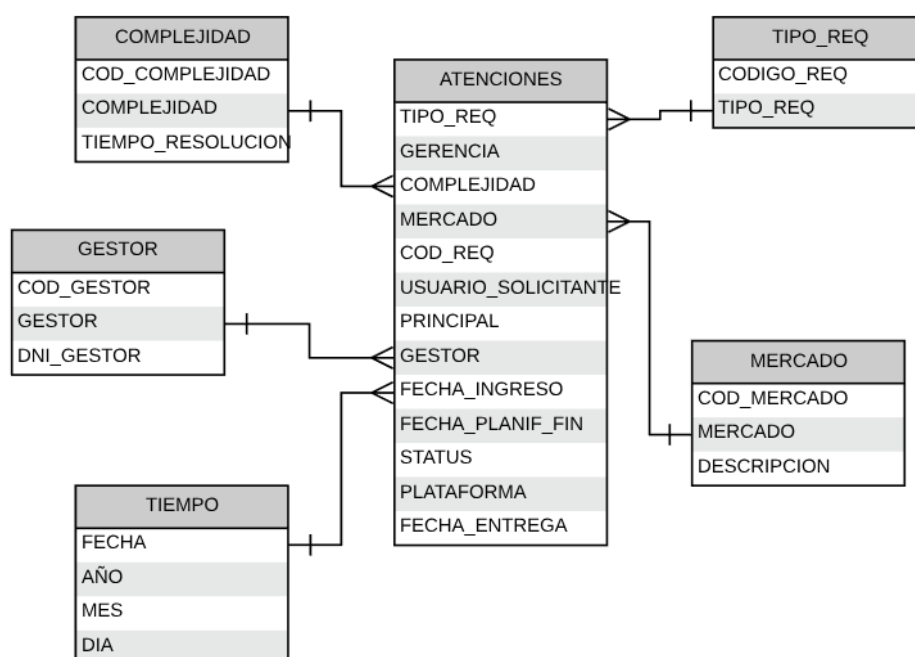 COMPLEJIDAD
COD_COMPLEJIDAD
COMPLEJIDAD
TIEMPO_RESOLUCION
ATENCIONES
TIPO_REQ
GERENCIA
COMPLEJIDAD
MERCADO
COD_REQ
USUARIO_SOLICITANTE
PRINCIPAL
GESTOR
FECHA_INGRESO
FECHA_PLANIF_FIN
STATUS
PLATAFORMA
FECHA_ENTREGA
TIPO_REQ
CODIGO_REQ
TIPO_REQ
GESTOR
COD_GESTOR
GESTOR
DNI_GESTOR
MERCADO
COD_MERCADO
MERCADO
DESCRIPCION
TIEMPO
FECHA
AÑO
MES
DIA